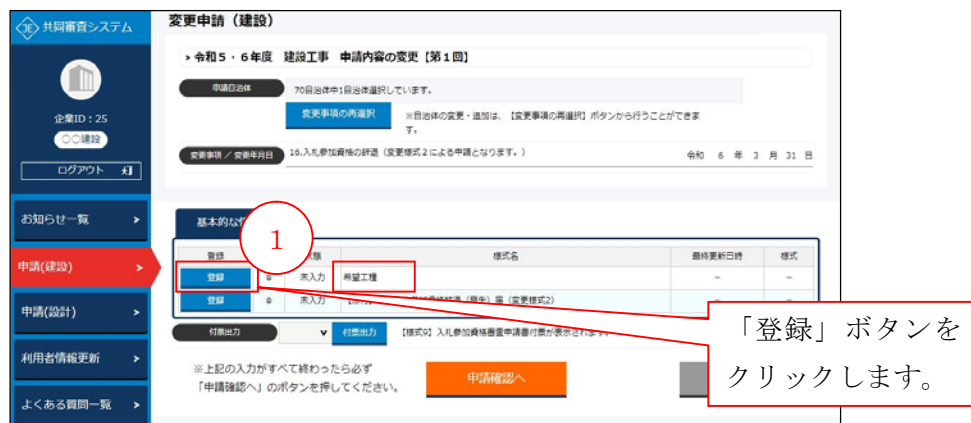 JE 共同審査システム
変更申請（建設）
> 令和５・６年度 建設工事 申請内容の変更【第１回】
申請自治体
70自治体中1自治体選択しています。
変更事項の再選択
※自治体の変更・追加は、【変更事項の再選択】ボタンから行うことができます。
変更事項／変更年月日
16.入札参加資格の辞退（変更様式２による申請となります。）
令和 6 年 3 月 31 日
企業ID：25
〇〇建設
ログアウト
お知らせ一覧 >
申請(建設) >
申請(設計) >
利用者情報更新 >
よくある質問一覧 >
基本的な
1
登録
様式名
最終更新日時
様式
登録
未入力
希望工種
－
－
登録
未入力
（変更様式2）
－
－
付票出力
付票出力
【様式9】入札参加資格審査申請書付票が表示されます
※上記の入力がすべて終わったら必ず
「申請確認へ」のボタンを押してください。
申請確認へ
「登録」ボタンを
クリックします。